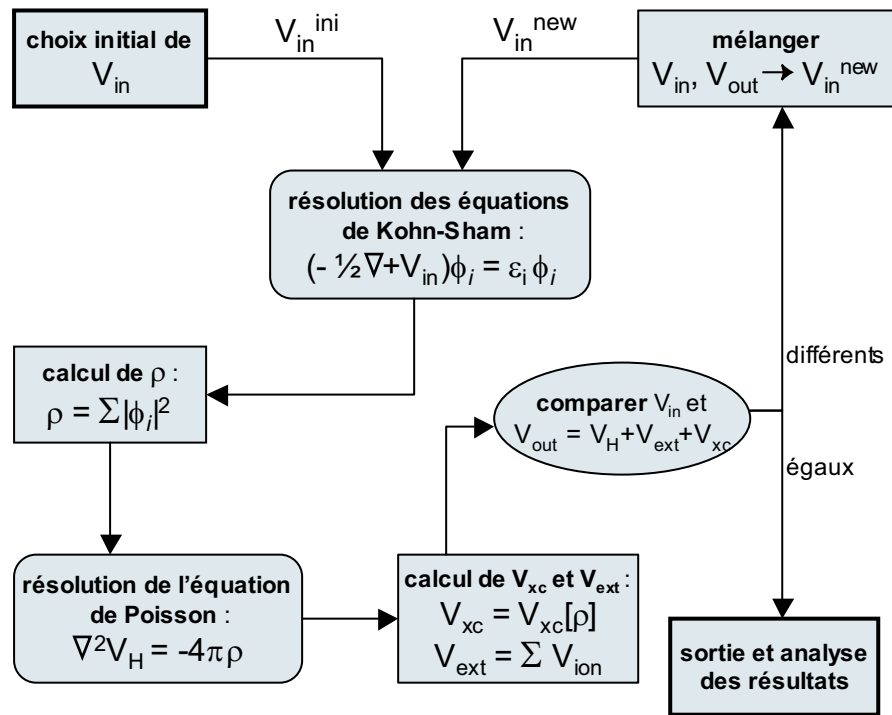 choix initial de
V_in
V_in^ini
V_in^new
mélanger
V_in, V_out → V_in^new
résolution des équations
de Kohn-Sham :
(- ½∇+V_in)ϕ_i = ε_i ϕ_i
calcul de ρ :
ρ = Σ|ϕ_i|²
résolution de l'équation
de Poisson :
∇²V_H = -4πρ
calcul de V_xc et V_ext :
V_xc = V_xc[ρ]
V_ext = Σ V_ion
comparer V_in et
V_out = V_H+V_ext+V_xc
différents
égaux
sortie et analyse
des résultats